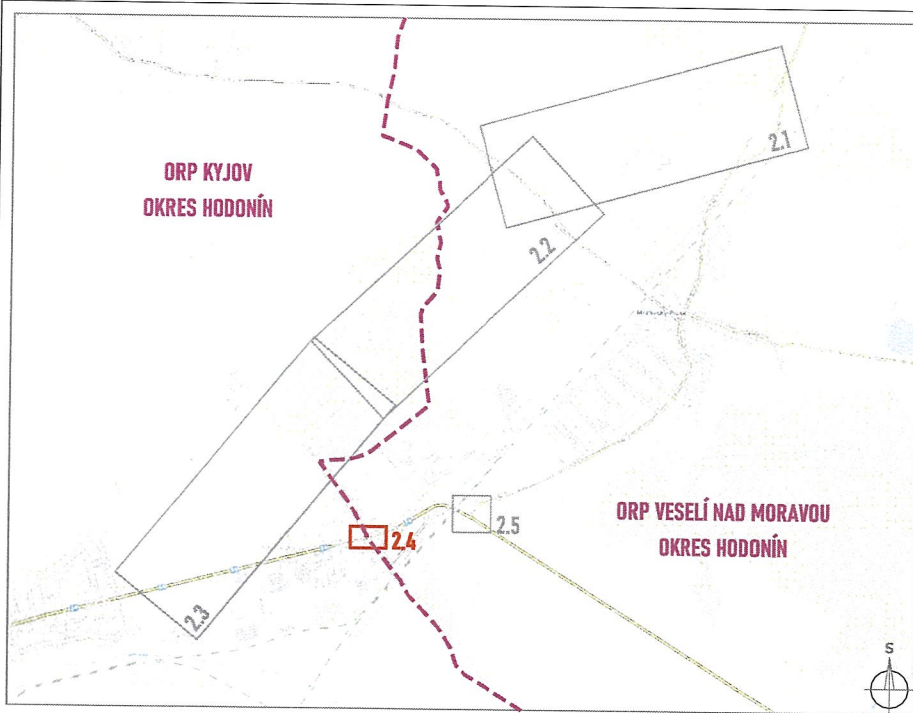 2.1
ORP KYJOV
OKRES HODONÍN
2.2
ORP VESELÍ NAD MORAVOU
OKRES HODONÍN
2.5
2.4
2.3
S